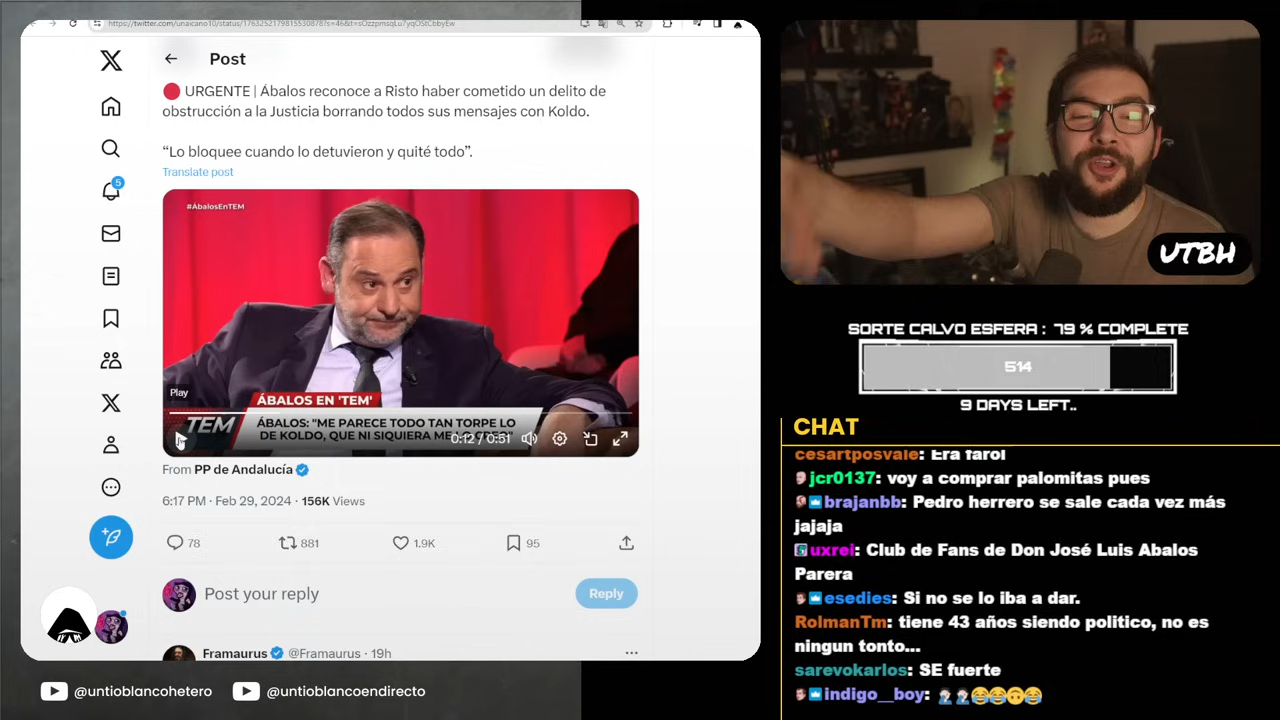 https://twitter.com/unaicano10/status/1763252179815530878?s=46&t=sOzzpmsqLu7yqOStCbbyEw
Post
🔴 URGENTE | Ábalos reconoce a Risto haber cometido un delito de
obstrucción a la Justicia borrando todos sus mensajes con Koldo.
“Lo bloquee cuando lo detuvieron y quité todo”.
Translate post
5
#ÁbalosEnTEM
Play
ÁBALOS EN 'TEM'
TEM
ÁBALOS: "ME PARECE TODO TAN TORPE LO
DE KOLDO, QUE NI SIQUIERA ME LO CREO"
0:12 / 0:51
From PP de Andalucía
6:17 PM · Feb 29, 2024 · 156K Views
78
881
1.9K
95
Post your reply
Reply
Framaurus @Framaurus · 19h
@untioblancohetero
@untioblancoendirecto
UTBH
SORTE CALVO ESFERA : 79 % COMPLETE
514
9 DAYS LEFT..
CHAT
cesartposvale: Era farol
jcr0137: voy a comprar palomitas pues
brajanbb: Pedro herrero se sale cada vez más
jajaja
uxrei: Club de Fans de Don José Luis Abalos
Parera
esedies: Si no se lo iba a dar.
RolmanTm: tiene 43 años siendo politico, no es
ningun tonto...
sarevokarlos: SE fuerte
indigo__boy: 🤦🏻‍♂️🤦🏻‍♂️😂😂🙃😂